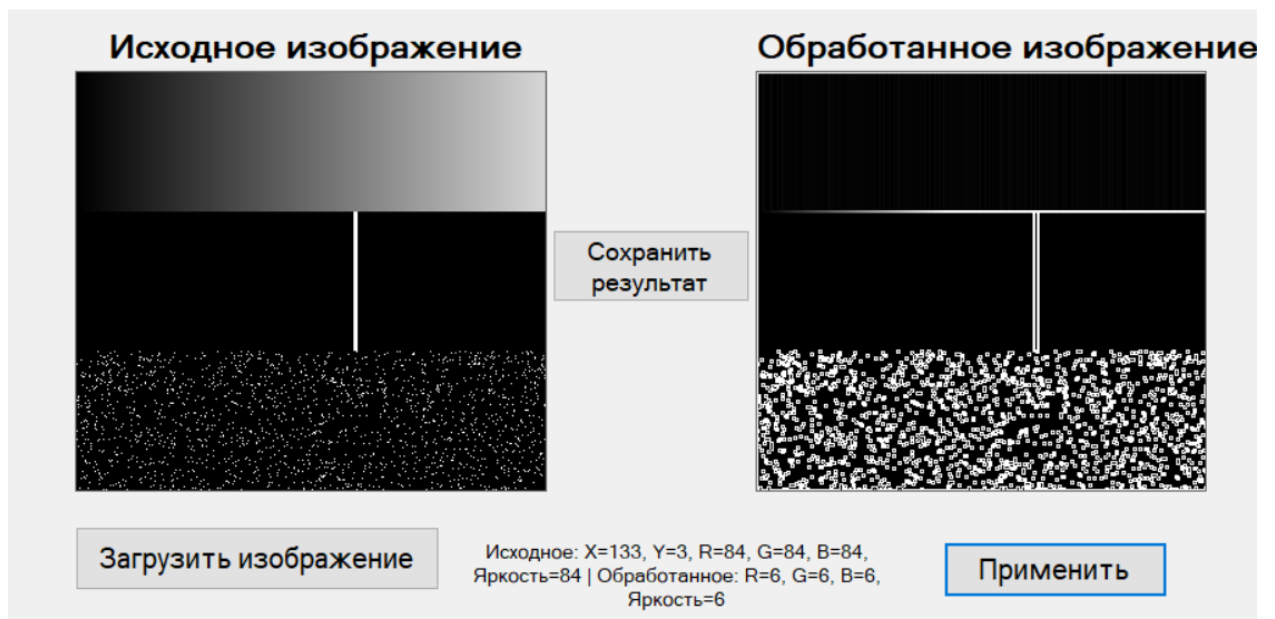 Исходное изображение
Обработанное изображение
Сохранить
результат
Загрузить изображение
Исходное: X=133, Y=3, R=84, G=84, B=84,
Яркость=84 | Обработанное: R=6, G=6, B=6,
Яркость=6
Применить